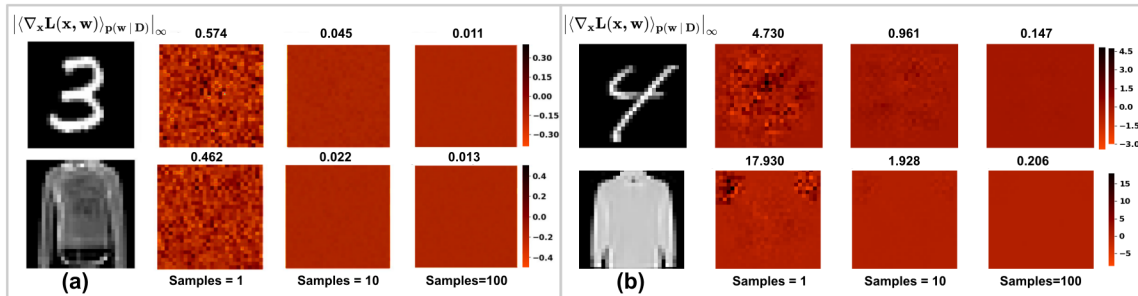 |⟨∇ₓL(x, w)⟩ₚ(w | D)|∞
0.574 0.045 0.011
0.30
0.15
0.00
−0.15
−0.30
0.462 0.022 0.013
0.4
0.2
0.0
−0.2
−0.4
(a) Samples = 1 Samples = 10 Samples=100
|⟨∇ₓL(x, w)⟩ₚ(w | D)|∞
4.730 0.961 0.147
4.5
3.0
1.5
0.0
−1.5
−3.0
17.930 1.928 0.206
15
10
5
0
−5
(b) Samples = 1 Samples = 10 Samples=100